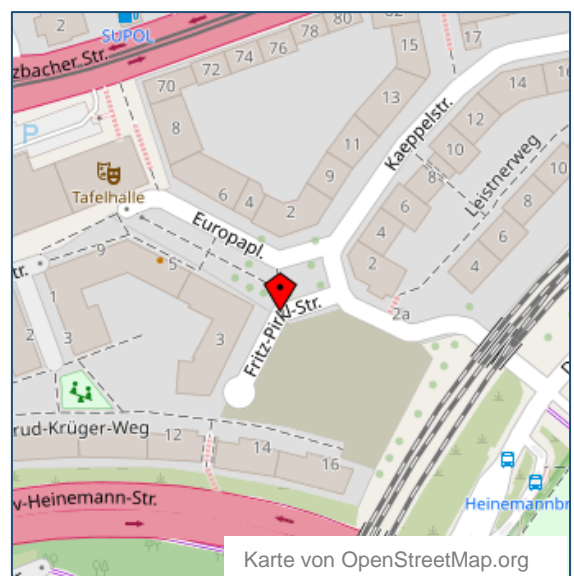 2
SUPOL
80
82
15
17
78
76
74
72
70
zbacher Str.
14
16
13
12
8
Kaeppelstr.
P
10
11
Leistnerweg
Tafelhalle
9
8
10
6
4
2
6
8
Europapl.
4
6
9
5
2
4
tr.
1
2
3
3
Fritz-Pirkl-Str.
2a
rud-Krüger-Weg
12
14
16
v-Heinemann-Str.
Heinemannbr
Karte von OpenStreetMap.org